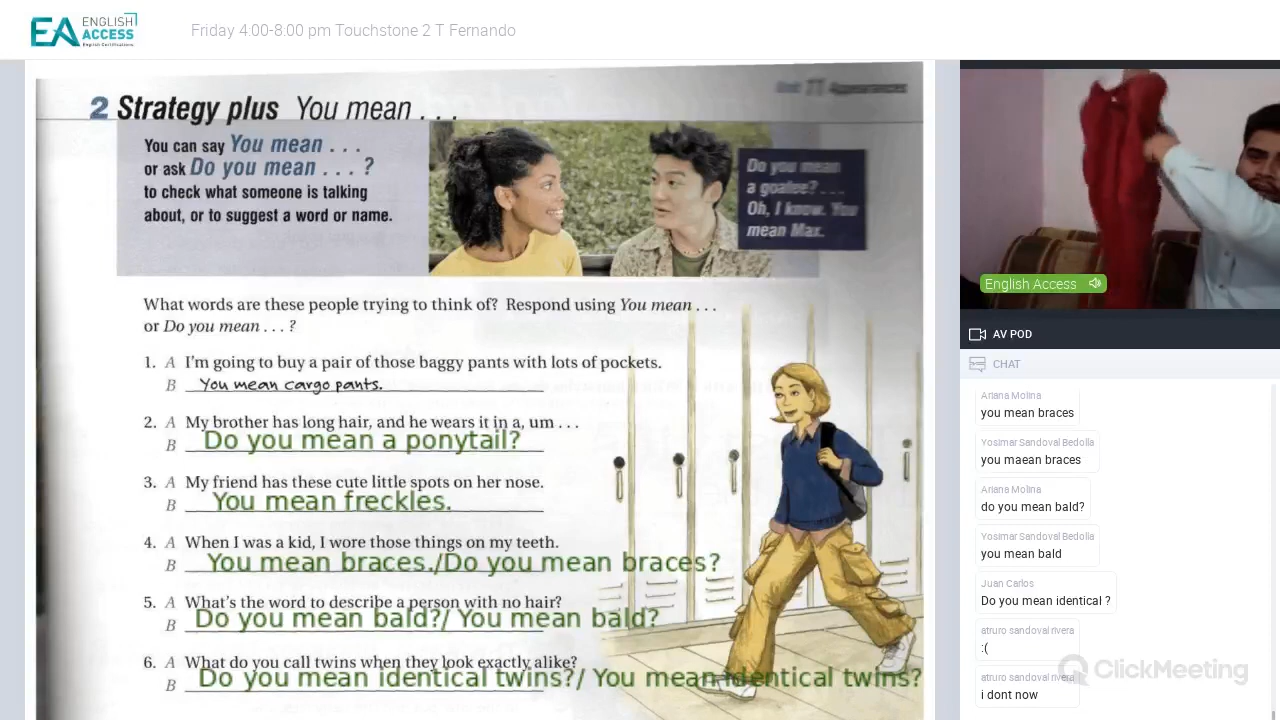 EA ENGLISH ACCESS
English Certifications
Friday 4:00-8:00 pm Touchstone 2 T Fernando
Unit 11 Appearances
2 Strategy plus You mean . . .
You can say You mean . . .
or ask Do you mean . . . ?
to check what someone is talking
about, or to suggest a word or name.
Do you mean
a goatee? . . .
Oh, I know. You
mean Max.
What words are these people trying to think of? Respond using You mean . . .
or Do you mean . . . ?
1. A I'm going to buy a pair of those baggy pants with lots of pockets.
B You mean cargo pants.
2. A My brother has long hair, and he wears it in a, um . . .
B Do you mean a ponytail?
3. A My friend has these cute little spots on her nose.
B You mean freckles.
4. A When I was a kid, I wore those things on my teeth.
B You mean braces./Do you mean braces?
5. A What's the word to describe a person with no hair?
B Do you mean bald?/ You mean bald?
6. A What do you call twins when they look exactly alike?
B Do you mean identical twins?/ You mean identical twins?
English Access
AV POD
CHAT
Ariana Molina
you mean braces
Yosimar Sandoval Bedolla
you maean braces
Ariana Molina
do you mean bald?
Yosimar Sandoval Bedolla
you mean bald
Juan Carlos
Do you mean identical ?
atruro sandoval rivera
:(
atruro sandoval rivera
i dont now
ClickMeeting